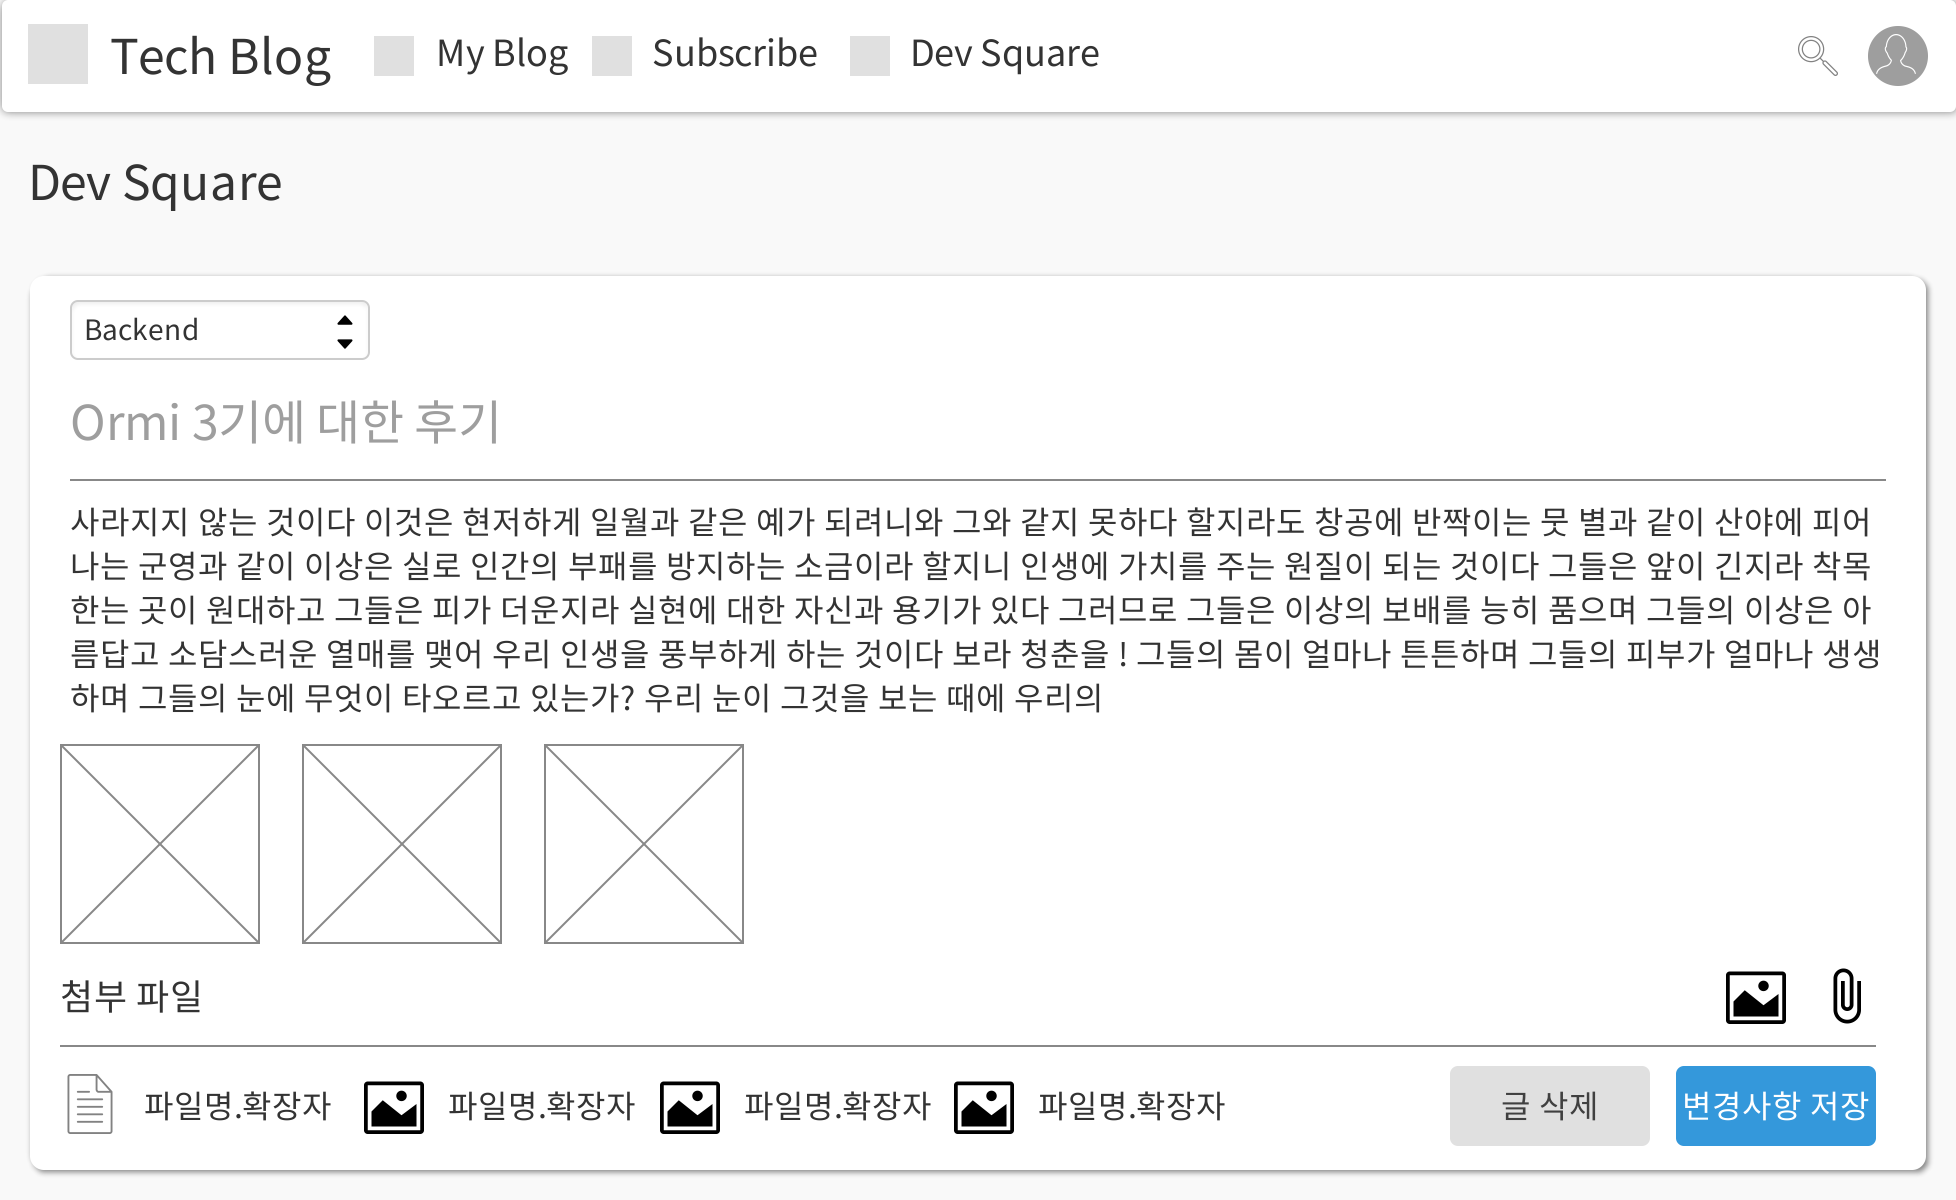 Tech Blog My Blog Subscribe Dev Square
Dev Square
Backend
Ormi 3기에 대한 후기
사라지지 않는 것이다 이것은 현저하게 일월과 같은 예가 되려니와 그와 같지 못하다 할지라도 창공에 반짝이는 뭇 별과 같이 산야에 피어
나는 군영과 같이 이상은 실로 인간의 부패를 방지하는 소금이라 할지니 인생에 가치를 주는 원질이 되는 것이다 그들은 앞이 긴지라 착목
한는 곳이 원대하고 그들은 피가 더운지라 실현에 대한 자신과 용기가 있다 그러므로 그들은 이상의 보배를 능히 품으며 그들의 이상은 아
름답고 소담스러운 열매를 맺어 우리 인생을 풍부하게 하는 것이다 보라 청춘을 ! 그들의 몸이 얼마나 튼튼하며 그들의 피부가 얼마나 생생
하며 그들의 눈에 무엇이 타오르고 있는가? 우리 눈이 그것을 보는 때에 우리의
첨부 파일
파일명.확장자 파일명.확장자 파일명.확장자 파일명.확장자 글 삭제 변경사항 저장